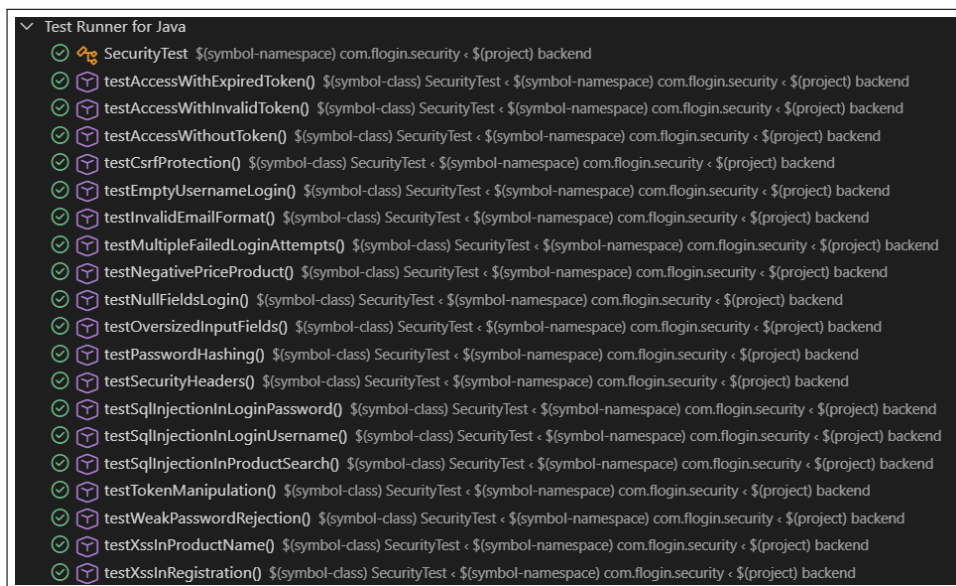 Test Runner for Java
SecurityTest $(symbol-namespace) com.flogin.security ‹ $(project) backend
testAccessWithExpiredToken() $(symbol-class) SecurityTest ‹ $(symbol-namespace) com.flogin.security ‹ $(project) backend
testAccessWithInvalidToken() $(symbol-class) SecurityTest ‹ $(symbol-namespace) com.flogin.security ‹ $(project) backend
testAccessWithoutToken() $(symbol-class) SecurityTest ‹ $(symbol-namespace) com.flogin.security ‹ $(project) backend
testCsrfProtection() $(symbol-class) SecurityTest ‹ $(symbol-namespace) com.flogin.security ‹ $(project) backend
testEmptyUsernameLogin() $(symbol-class) SecurityTest ‹ $(symbol-namespace) com.flogin.security ‹ $(project) backend
testInvalidEmailFormat() $(symbol-class) SecurityTest ‹ $(symbol-namespace) com.flogin.security ‹ $(project) backend
testMultipleFailedLoginAttempts() $(symbol-class) SecurityTest ‹ $(symbol-namespace) com.flogin.security ‹ $(project) backend
testNegativePriceProduct() $(symbol-class) SecurityTest ‹ $(symbol-namespace) com.flogin.security ‹ $(project) backend
testNullFieldsLogin() $(symbol-class) SecurityTest ‹ $(symbol-namespace) com.flogin.security ‹ $(project) backend
testOversizedInputFields() $(symbol-class) SecurityTest ‹ $(symbol-namespace) com.flogin.security ‹ $(project) backend
testPasswordHashing() $(symbol-class) SecurityTest ‹ $(symbol-namespace) com.flogin.security ‹ $(project) backend
testSecurityHeaders() $(symbol-class) SecurityTest ‹ $(symbol-namespace) com.flogin.security ‹ $(project) backend
testSqlInjectionInLoginPassword() $(symbol-class) SecurityTest ‹ $(symbol-namespace) com.flogin.security ‹ $(project) backend
testSqlInjectionInLoginUsername() $(symbol-class) SecurityTest ‹ $(symbol-namespace) com.flogin.security ‹ $(project) backend
testSqlInjectionInProductSearch() $(symbol-class) SecurityTest ‹ $(symbol-namespace) com.flogin.security ‹ $(project) backend
testTokenManipulation() $(symbol-class) SecurityTest ‹ $(symbol-namespace) com.flogin.security ‹ $(project) backend
testWeakPasswordRejection() $(symbol-class) SecurityTest ‹ $(symbol-namespace) com.flogin.security ‹ $(project) backend
testXssInProductName() $(symbol-class) SecurityTest ‹ $(symbol-namespace) com.flogin.security ‹ $(project) backend
testXssInRegistration() $(symbol-class) SecurityTest ‹ $(symbol-namespace) com.flogin.security ‹ $(project) backend